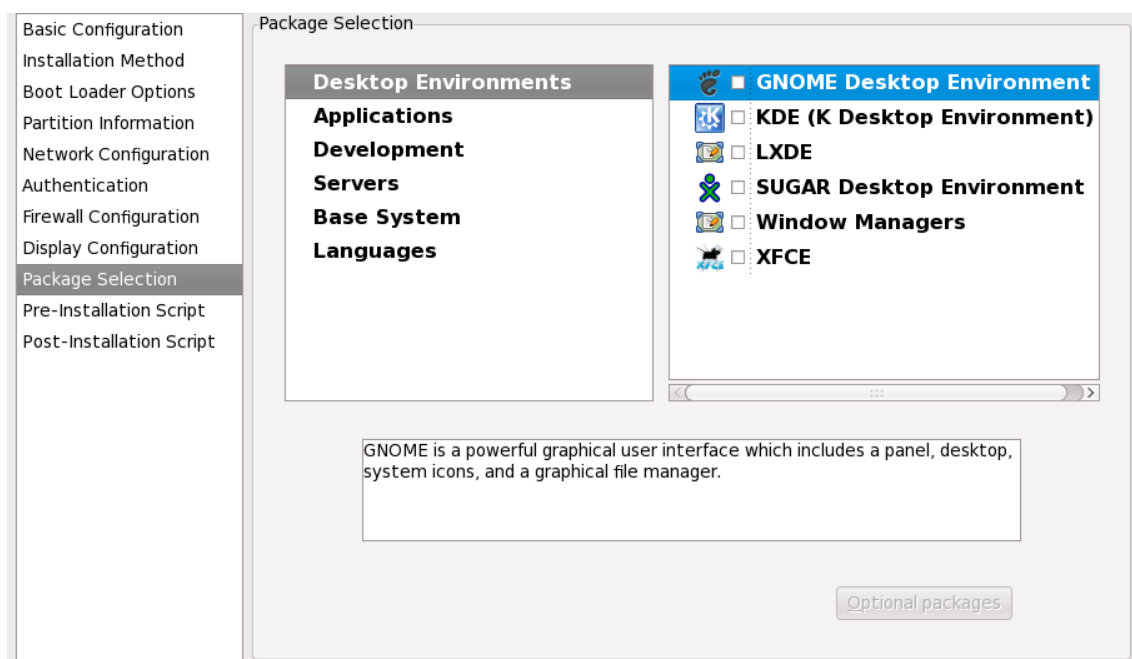 Basic Configuration
Installation Method
Boot Loader Options
Partition Information
Network Configuration
Authentication
Firewall Configuration
Display Configuration
Package Selection
Pre-Installation Script
Post-Installation Script
Package Selection
Desktop Environments
Applications
Development
Servers
Base System
Languages
GNOME Desktop Environment
KDE (K Desktop Environment)
LXDE
SUGAR Desktop Environment
Window Managers
XFCE
GNOME is a powerful graphical user interface which includes a panel, desktop,
system icons, and a graphical file manager.
Optional packages